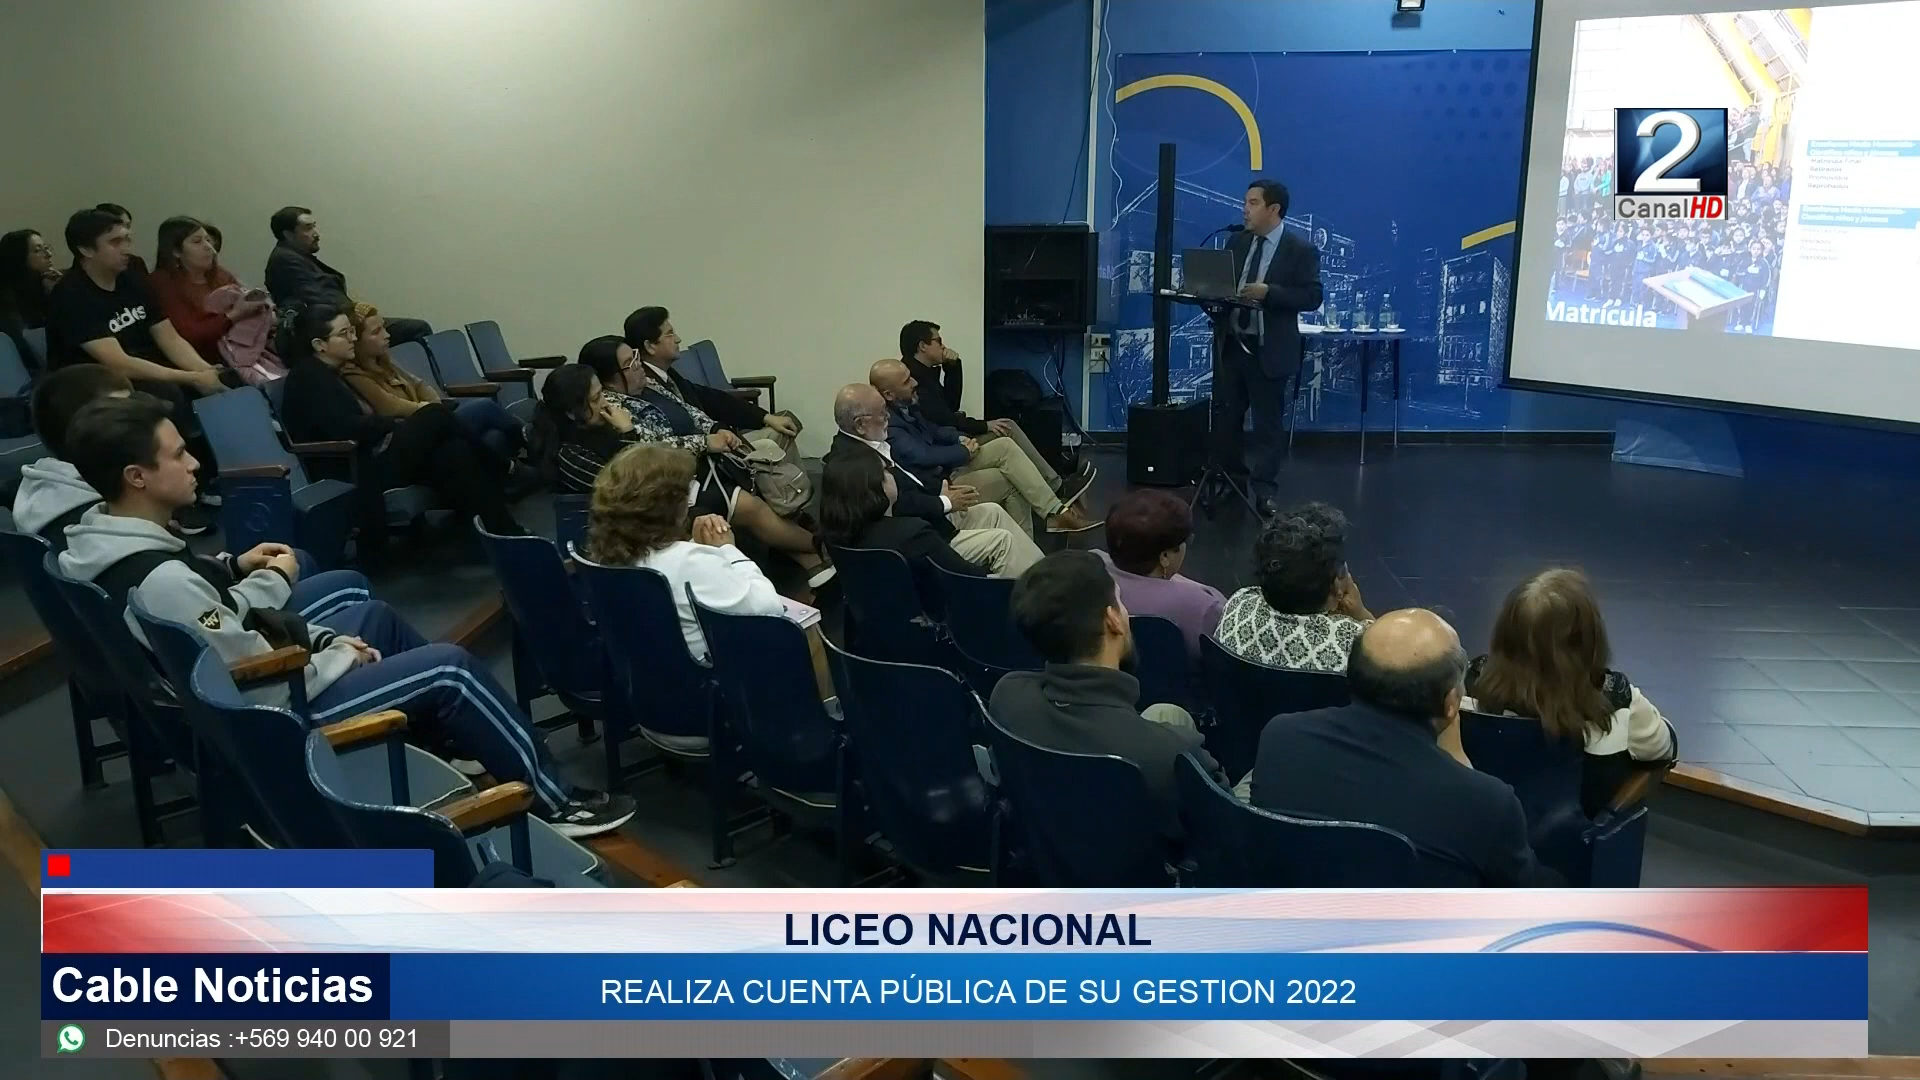 adidas
2
CanalHD
Matrícula
LICEO NACIONAL
Cable Noticias
REALIZA CUENTA PÚBLICA DE SU GESTION 2022
Denuncias :+569 940 00 921